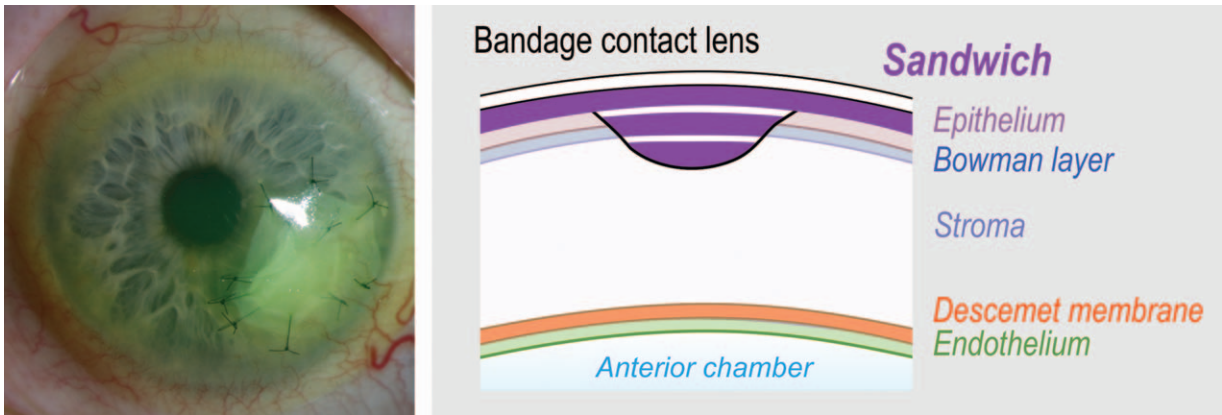 Bandage contact lens
Sandwich
Epithelium
Bowman layer
Stroma
Descemet membrane
Endothelium
Anterior chamber